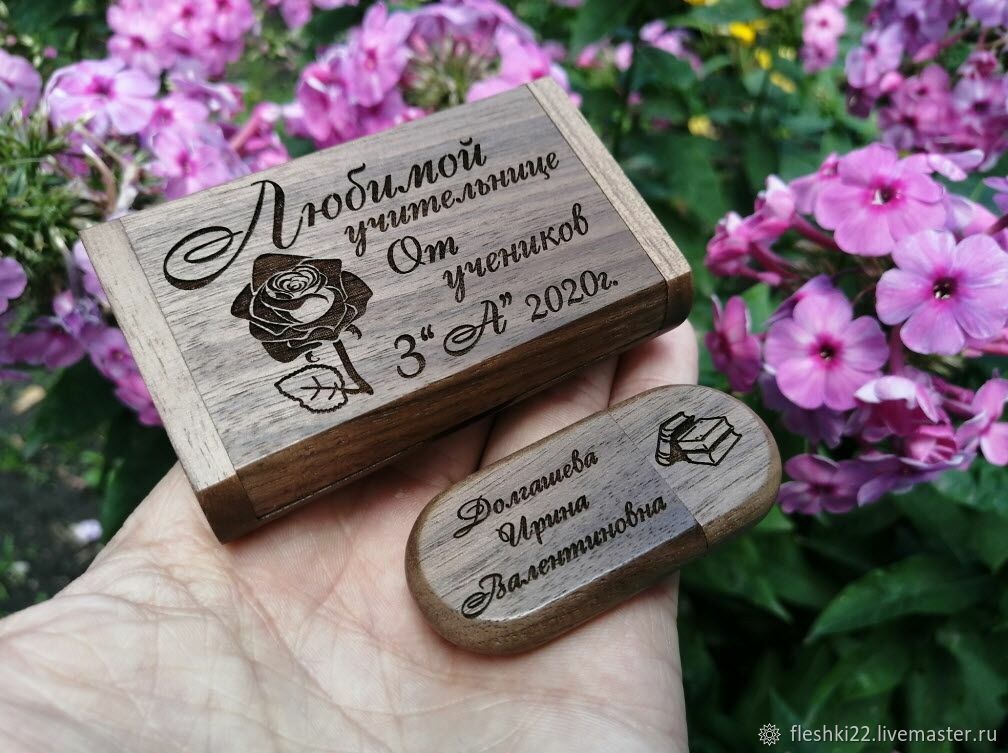 Любимой
учительнице
От
учеников
3 "А" 2020г.
Долгашева
Ирина
Валентиновна
fleshki22.livemaster.ru